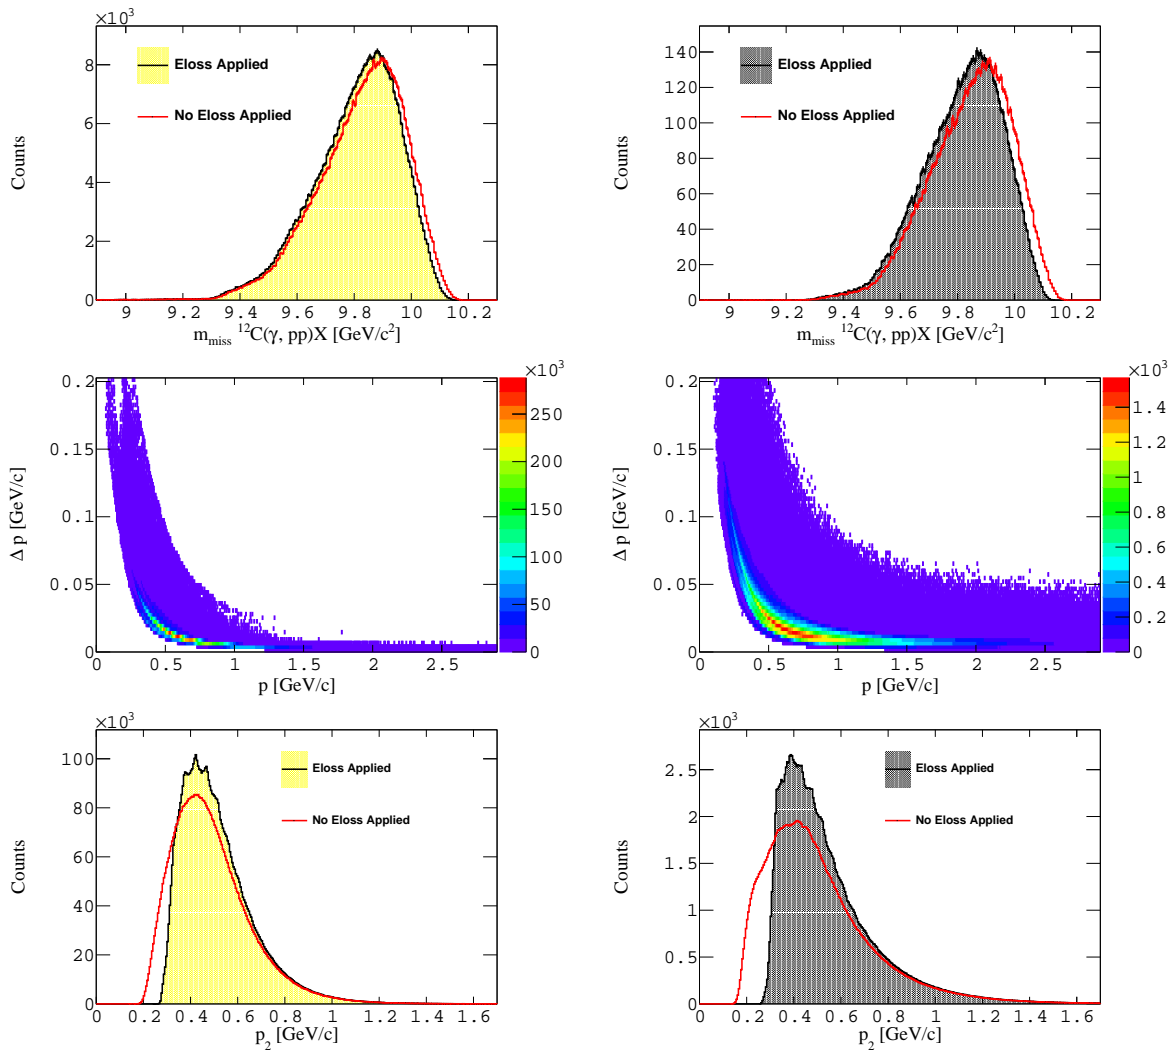 ×10³
8
6
4
2
0
Counts
Eloss Applied
No Eloss Applied
9 9.2 9.4 9.6 9.8 10 10.2
m_miss ¹²C(γ, pp)X [GeV/c²]
140
120
100
80
60
40
20
0
Counts
Eloss Applied
No Eloss Applied
9 9.2 9.4 9.6 9.8 10 10.2
m_miss ¹²C(γ, pp)X [GeV/c²]
0.2
0.15
0.1
0.05
0
Δ p [GeV/c]
0 0.5 1 1.5 2 2.5
p [GeV/c]
×10³
250
200
150
100
50
0
0.2
0.15
0.1
0.05
0
Δ p [GeV/c]
0 0.5 1 1.5 2 2.5
p [GeV/c]
×10³
1.4
1.2
1
0.8
0.6
0.4
0.2
0
×10³
100
80
60
40
20
0
Counts
Eloss Applied
No Eloss Applied
0 0.2 0.4 0.6 0.8 1 1.2 1.4 1.6
p₂ [GeV/c]
×10³
2.5
2
1.5
1
0.5
0
Counts
Eloss Applied
No Eloss Applied
0 0.2 0.4 0.6 0.8 1 1.2 1.4 1.6
p₂ [GeV/c]